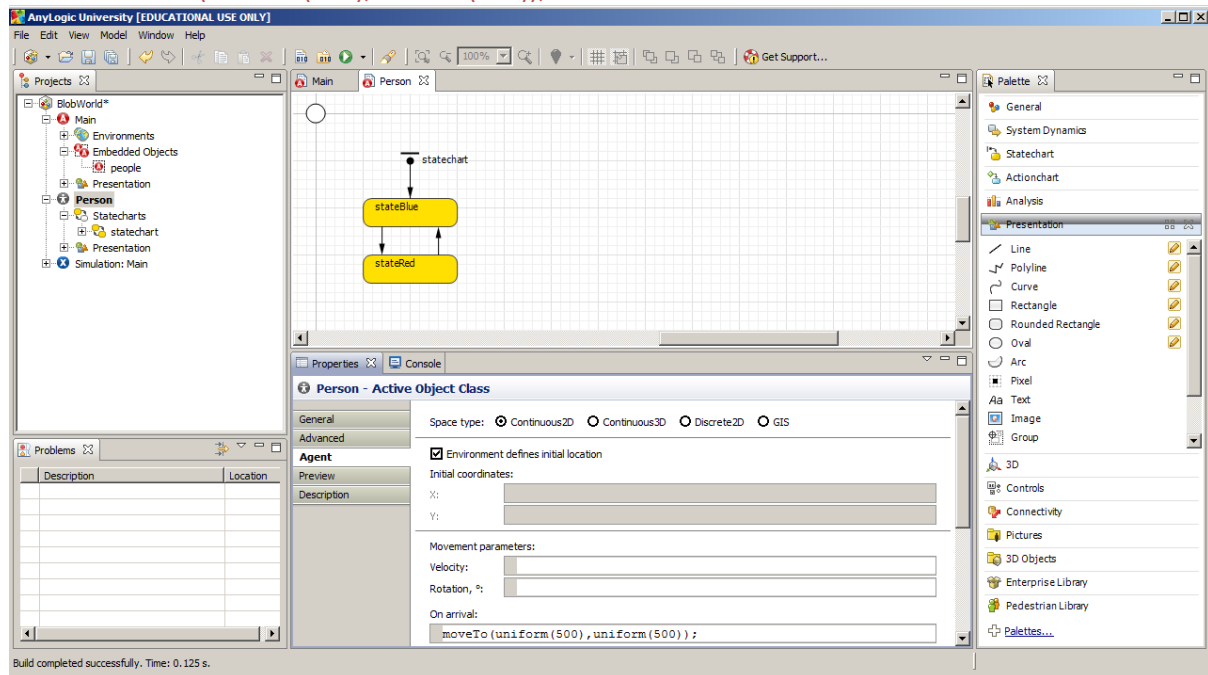 AnyLogic University [EDUCATIONAL USE ONLY]
File Edit View Model Window Help
100%
Get Support...
Projects
BlobWorld*
Main
Environments
Embedded Objects
people
Presentation
Person
Statecharts
statechart
Presentation
Simulation: Main
Problems
Description Location
Main Person
statechart
stateBlue
stateRed
Properties Console
Person - Active Object Class
General
Advanced
Agent
Preview
Description
Space type: Continuous2D Continuous3D Discrete2D GIS
Environment defines initial location
Initial coordinates:
X:
Y:
Movement parameters:
Velocity:
Rotation, °:
On arrival:
moveTo(uniform(500),uniform(500));
Palette
General
System Dynamics
Statechart
Actionchart
Analysis
Presentation
Line
Polyline
Curve
Rectangle
Rounded Rectangle
Oval
Arc
Pixel
Aa Text
Image
Group
3D
Controls
Connectivity
Pictures
3D Objects
Enterprise Library
Pedestrian Library
Palettes...
Build completed successfully. Time: 0.125 s.